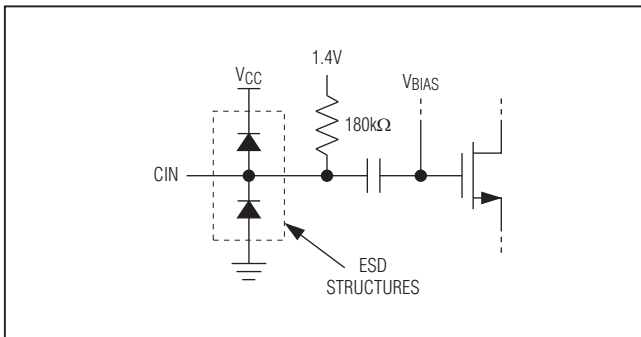 1.4V
VCC
VBIAS
180kΩ
CIN
ESD
STRUCTURES